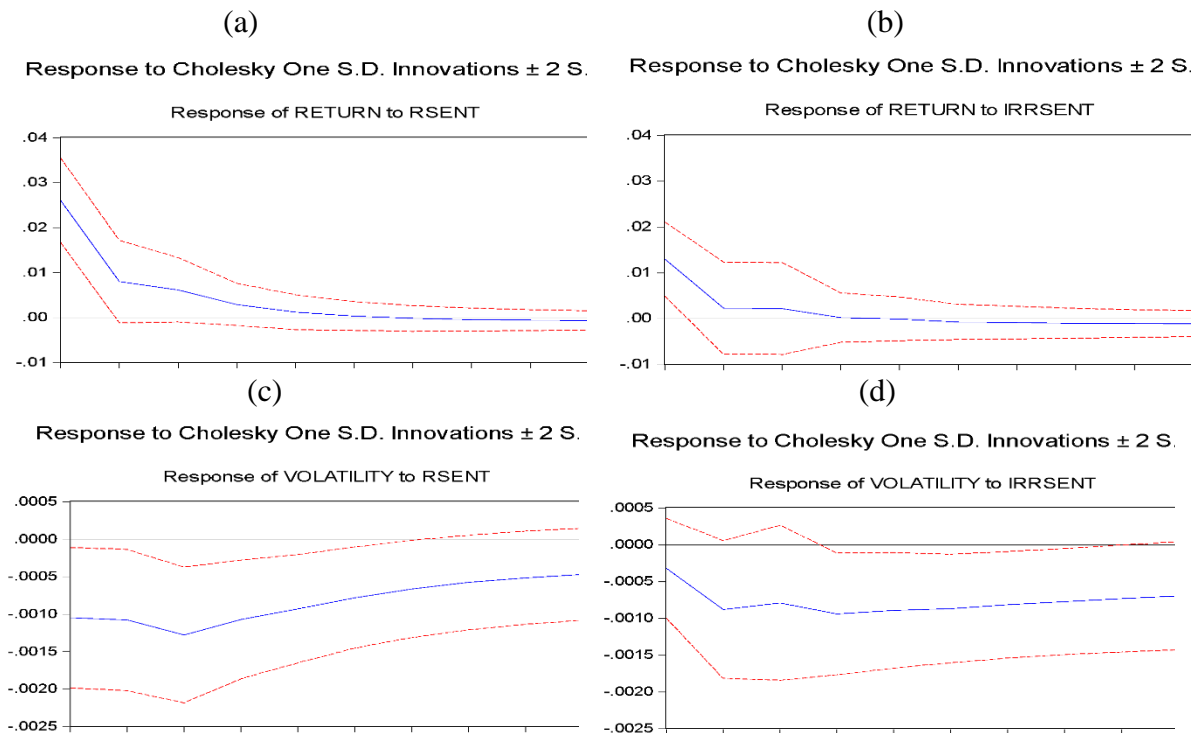 (a)
Response to Cholesky One S.D. Innovations ± 2 S.
Response of RETURN to RSENT
.04
.03
.02
.01
.00
-.01
(b)
Response to Cholesky One S.D. Innovations ± 2 S.
Response of RETURN to IRRSENT
.04
.03
.02
.01
.00
-.01
(c)
Response to Cholesky One S.D. Innovations ± 2 S.
Response of VOLATILITY to RSENT
.0005
.0000
-.0005
-.0010
-.0015
-.0020
-.0025
(d)
Response to Cholesky One S.D. Innovations ± 2 S.
Response of VOLATILITY to IRRSENT
.0005
.0000
-.0005
-.0010
-.0015
-.0020
-.0025